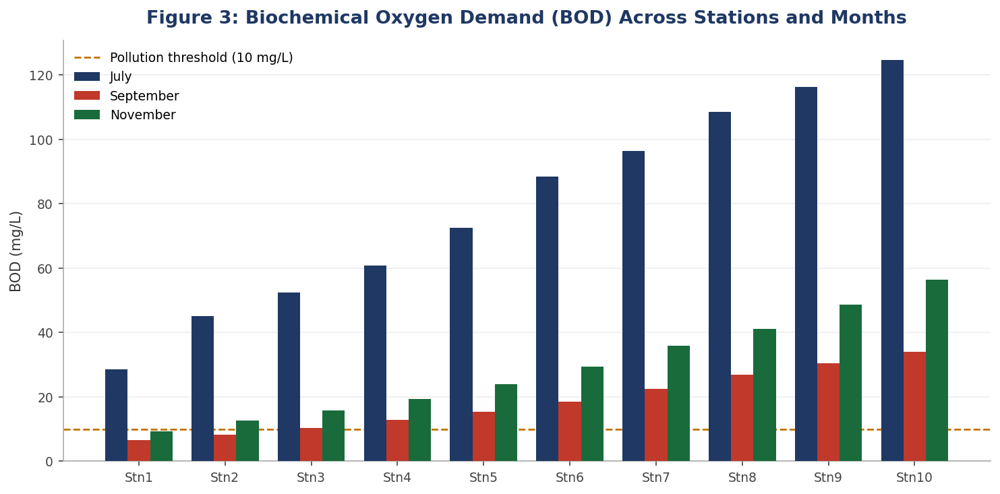 Figure 3: Biochemical Oxygen Demand (BOD) Across Stations and Months
Pollution threshold (10 mg/L)
July
September
November
BOD (mg/L)
120
100
80
60
40
20
0
Stn1 Stn2 Stn3 Stn4 Stn5 Stn6 Stn7 Stn8 Stn9 Stn10